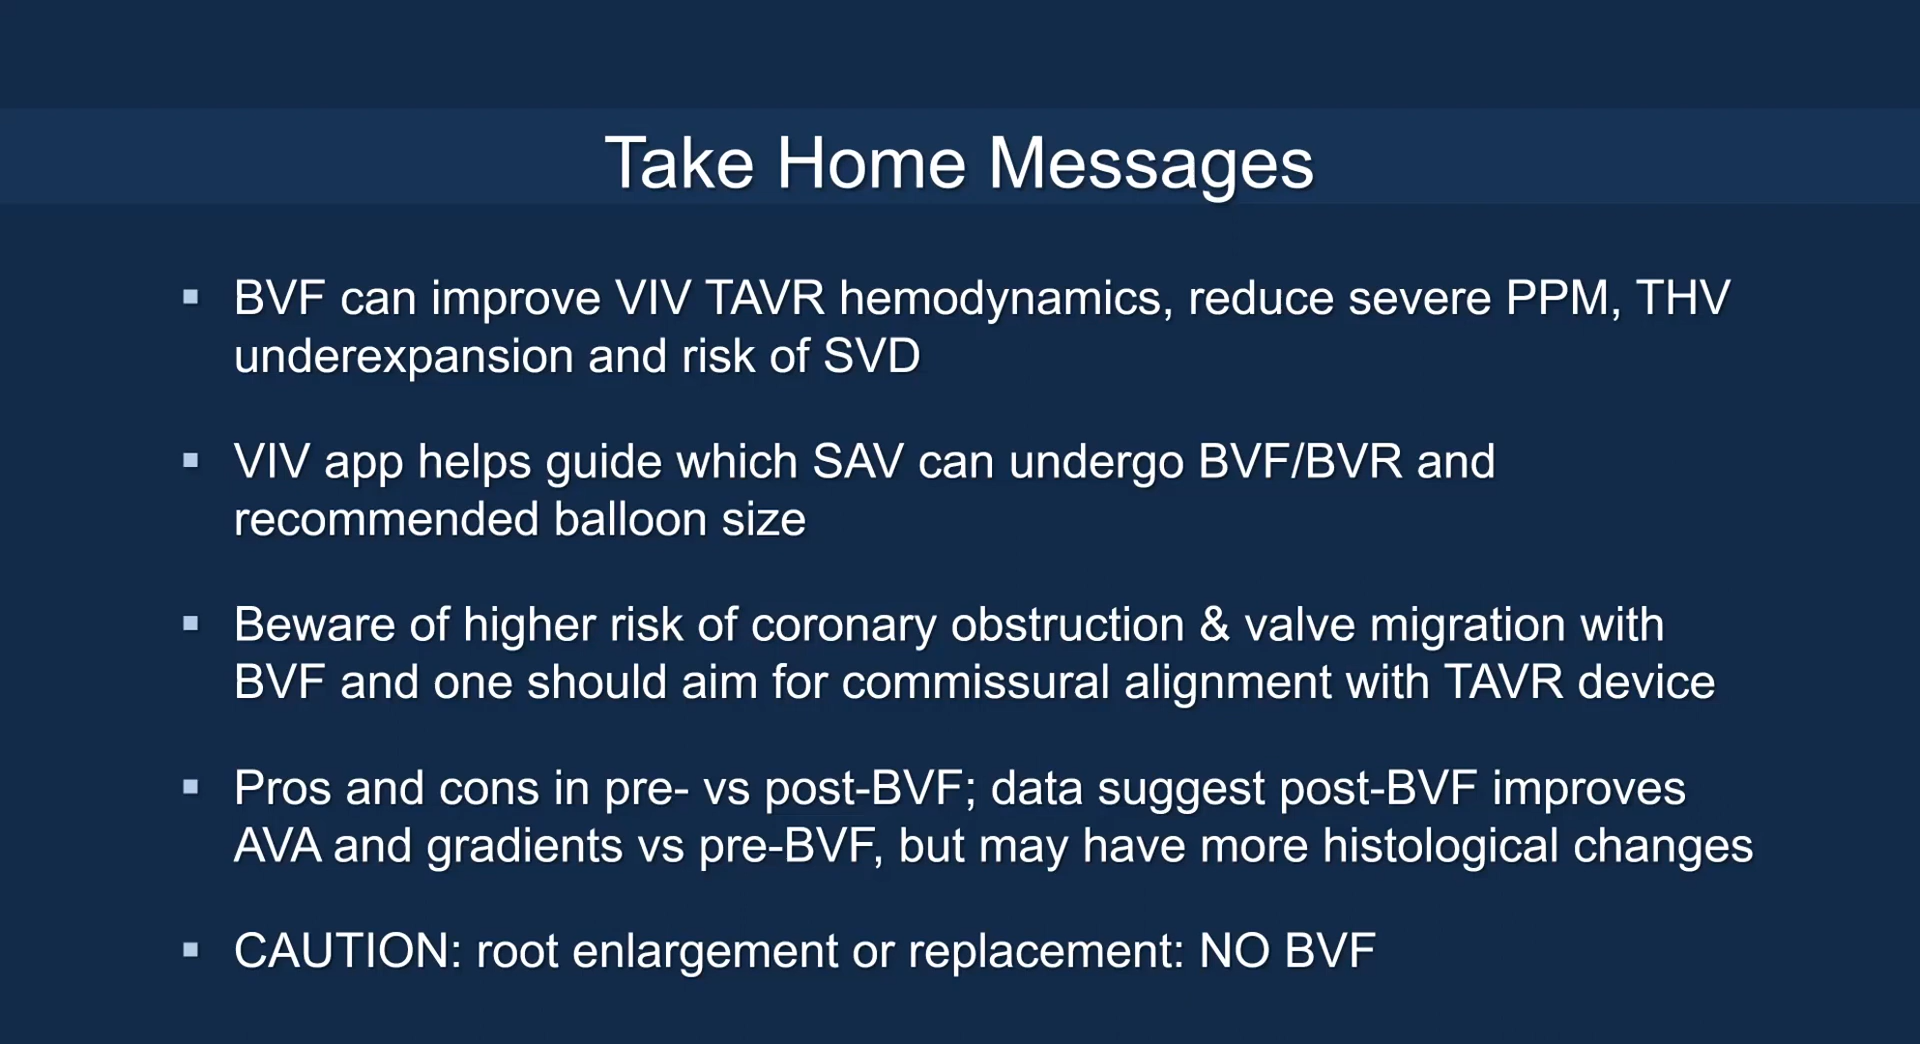 Take Home Messages
▪ BVF can improve VIV TAVR hemodynamics, reduce severe PPM, THV
underexpansion and risk of SVD
▪ VIV app helps guide which SAV can undergo BVF/BVR and
recommended balloon size
▪ Beware of higher risk of coronary obstruction & valve migration with
BVF and one should aim for commissural alignment with TAVR device
▪ Pros and cons in pre- vs post-BVF; data suggest post-BVF improves
AVA and gradients vs pre-BVF, but may have more histological changes
▪ CAUTION: root enlargement or replacement: NO BVF